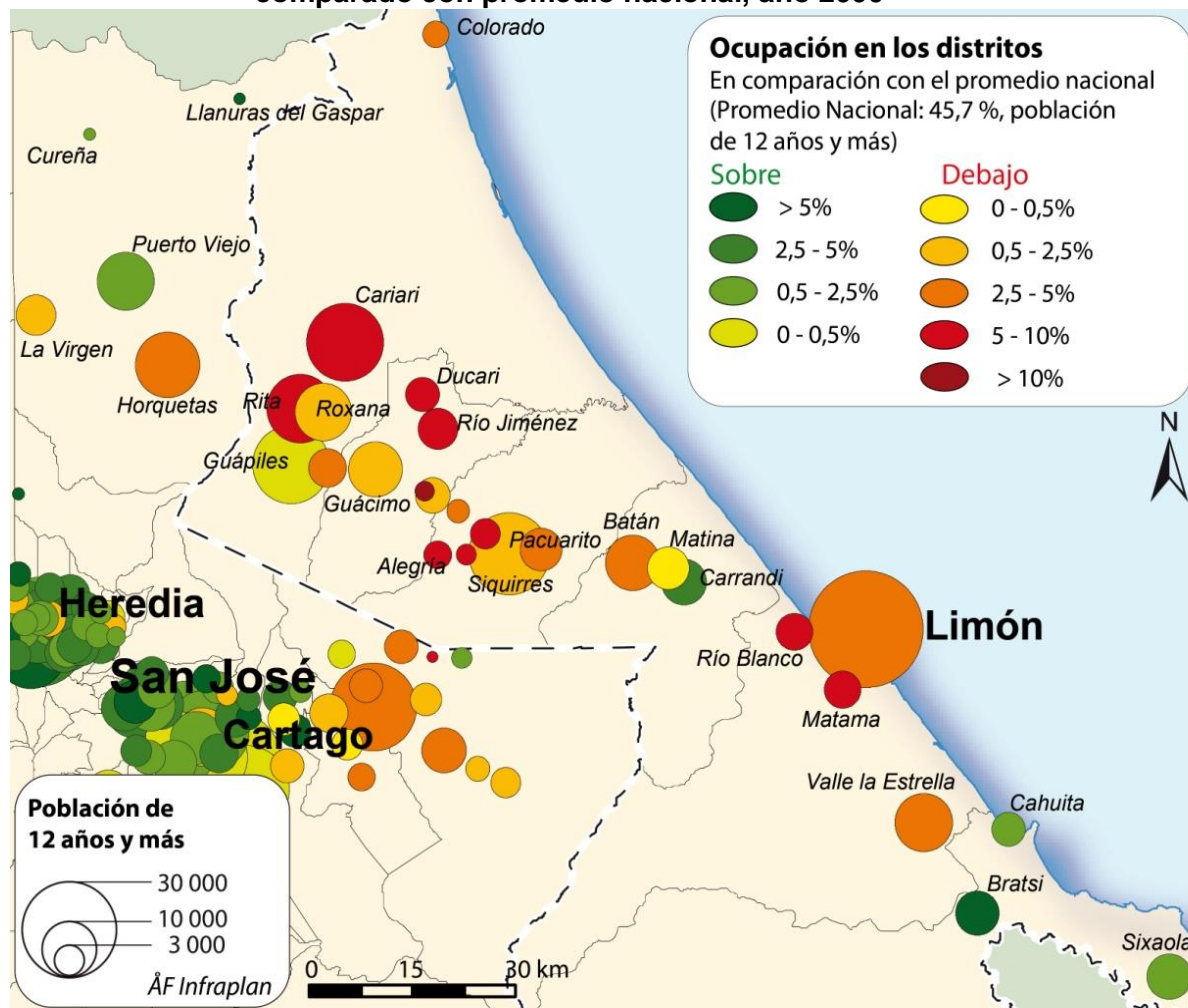 comparado con promedio nacional, año 2000
Colorado
Ocupación en los distritos
En comparación con el promedio nacional
(Promedio Nacional: 45,7 %, población
de 12 años y más)
Sobre
Debajo
> 5%
0 - 0,5%
2,5 - 5%
0,5 - 2,5%
0,5 - 2,5%
2,5 - 5%
0 - 0,5%
5 - 10%
> 10%
Llanuras del Gaspar
Cureña
Puerto Viejo
La Virgen
Horquetas
Cariari
Rita
Roxana
Ducari
Río Jiménez
Guápiles
Guácimo
N
Alegría
Siquirres
Pacuarito
Batán
Matina
Carrandi
Heredia
San José
Cartago
Limón
Río Blanco
Matama
Valle la Estrella
Cahuita
Bratsi
Sixaola
Población de
12 años y más
30 000
10 000
3 000
ÅF Infraplan
0 15 30 km